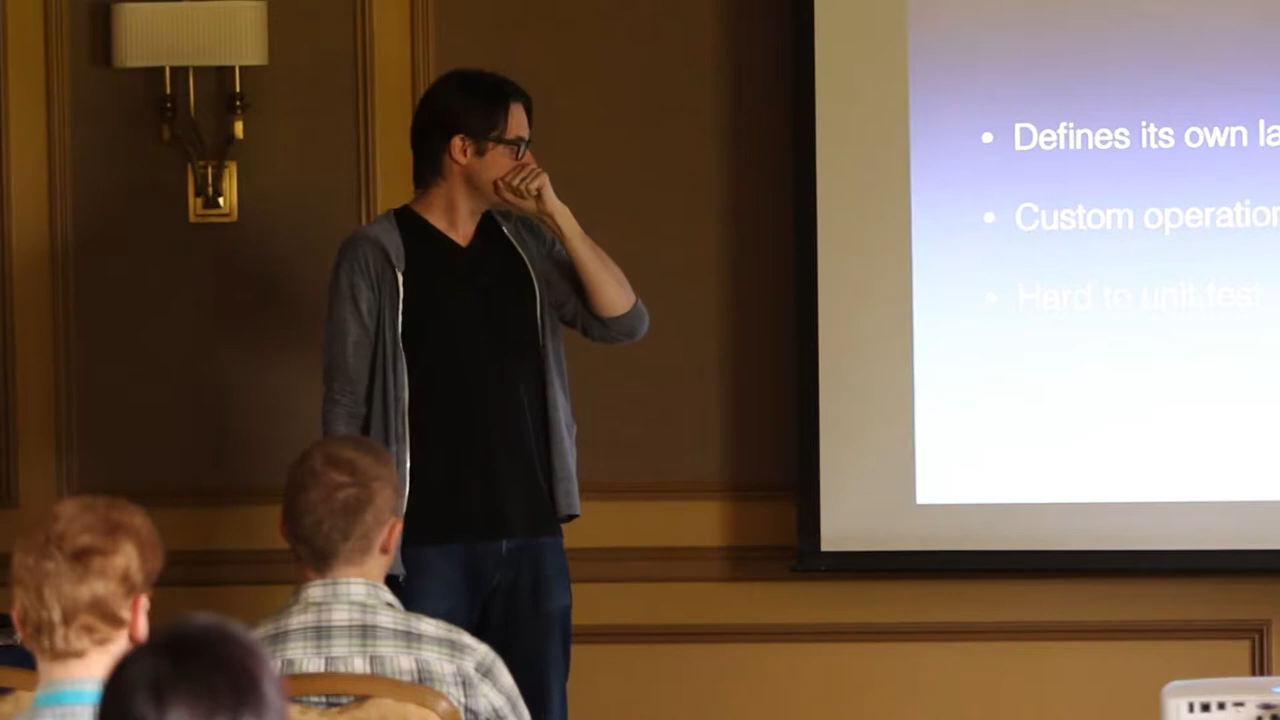 • Defines its own la
• Custom operation
• Hard to unit test